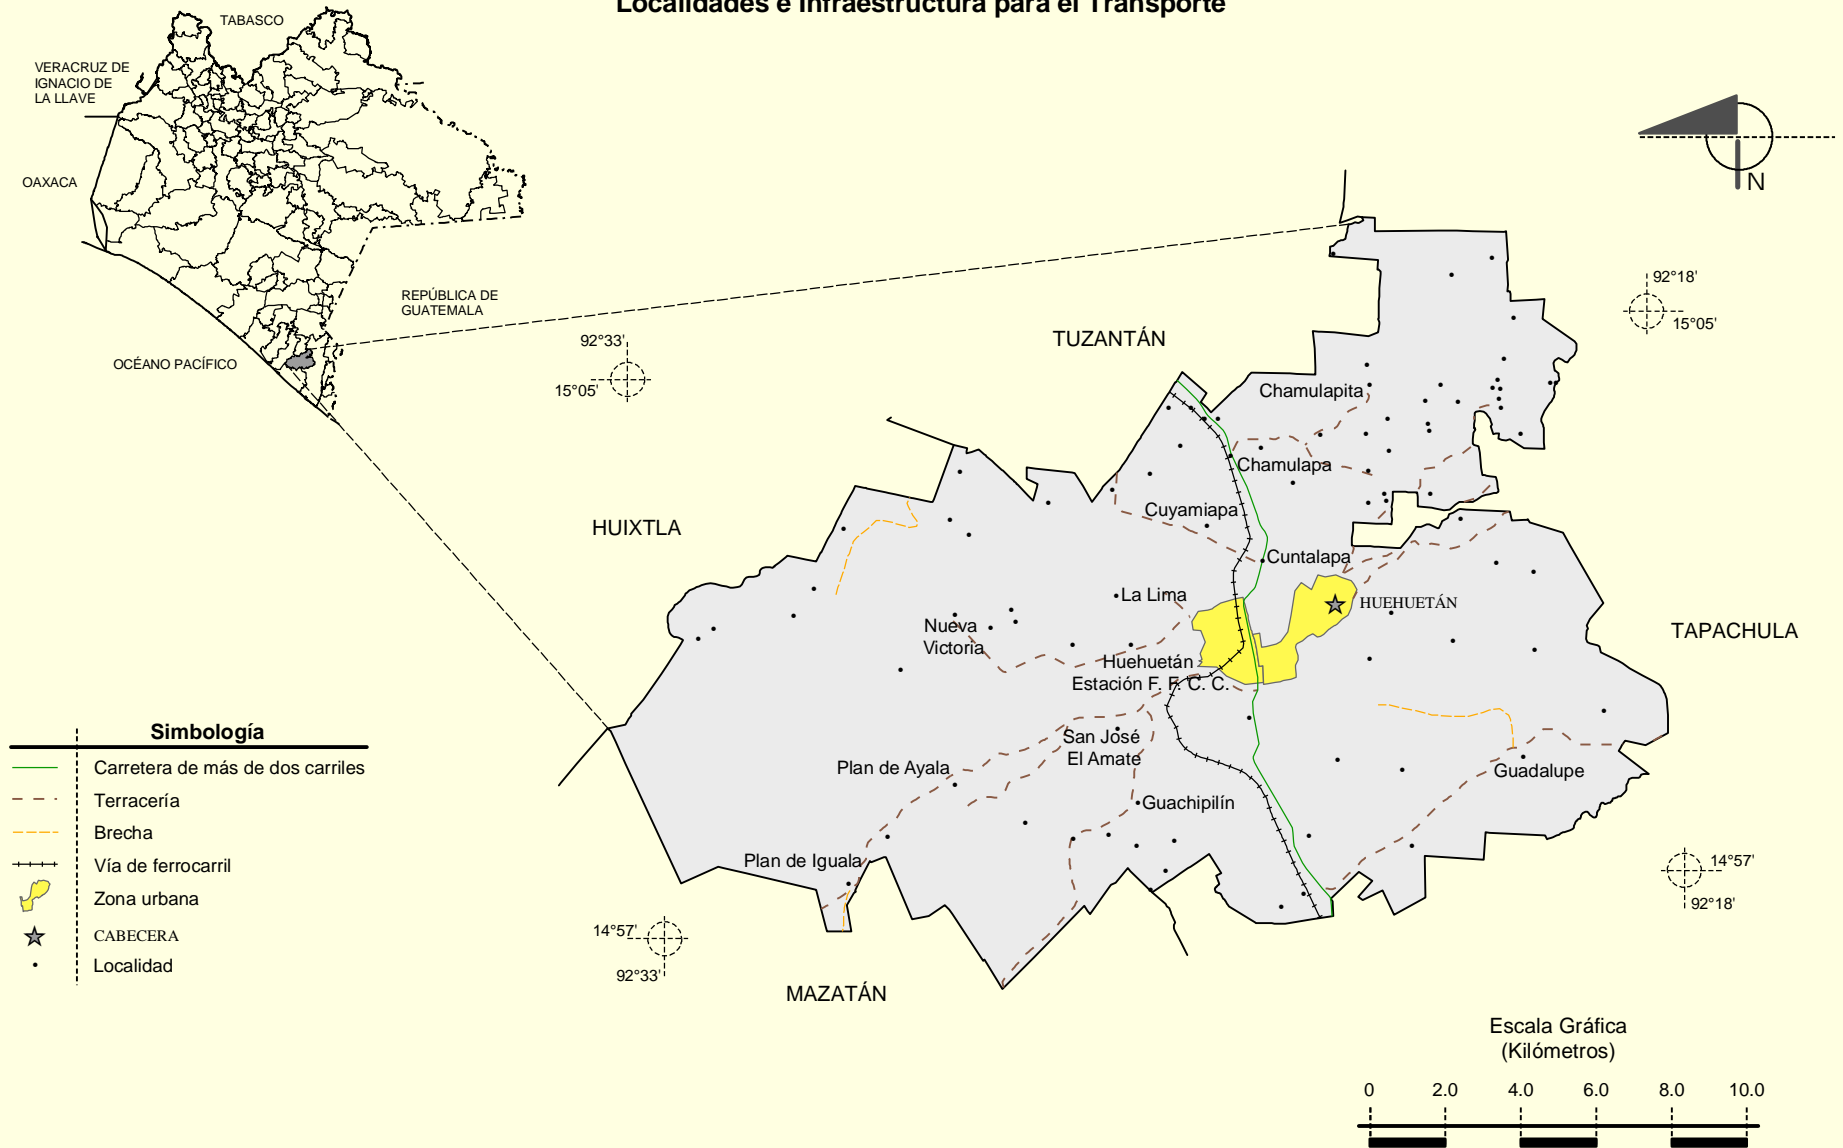 Localidades e Infraestructura para el Transporte
TABASCO
VERACRUZ DE
IGNACIO DE
LA LLAVE
OAXACA
REPÚBLICA DE
GUATEMALA
OCÉANO PACÍFICO
N
92°18'
15°05'
92°33'
15°05'
TUZANTÁN
Chamulapita
Chamulapa
Cuyamiapa
HUIXTLA
Cuntalapa
La Lima
HUEHUETÁN
Nueva
Victoria
TAPACHULA
Huehuetán
Estación F. F. C. C.
San José
El Amate
Plan de Ayala
Guadalupe
Guachipilín
Plan de Iguala
14°57'
92°18'
14°57'
92°33'
MAZATÁN
Simbología
Carretera de más de dos carriles
Terracería
Brecha
Vía de ferrocarril
Zona urbana
CABECERA
Localidad
Escala Gráfica
(Kilómetros)
0 2.0 4.0 6.0 8.0 10.0